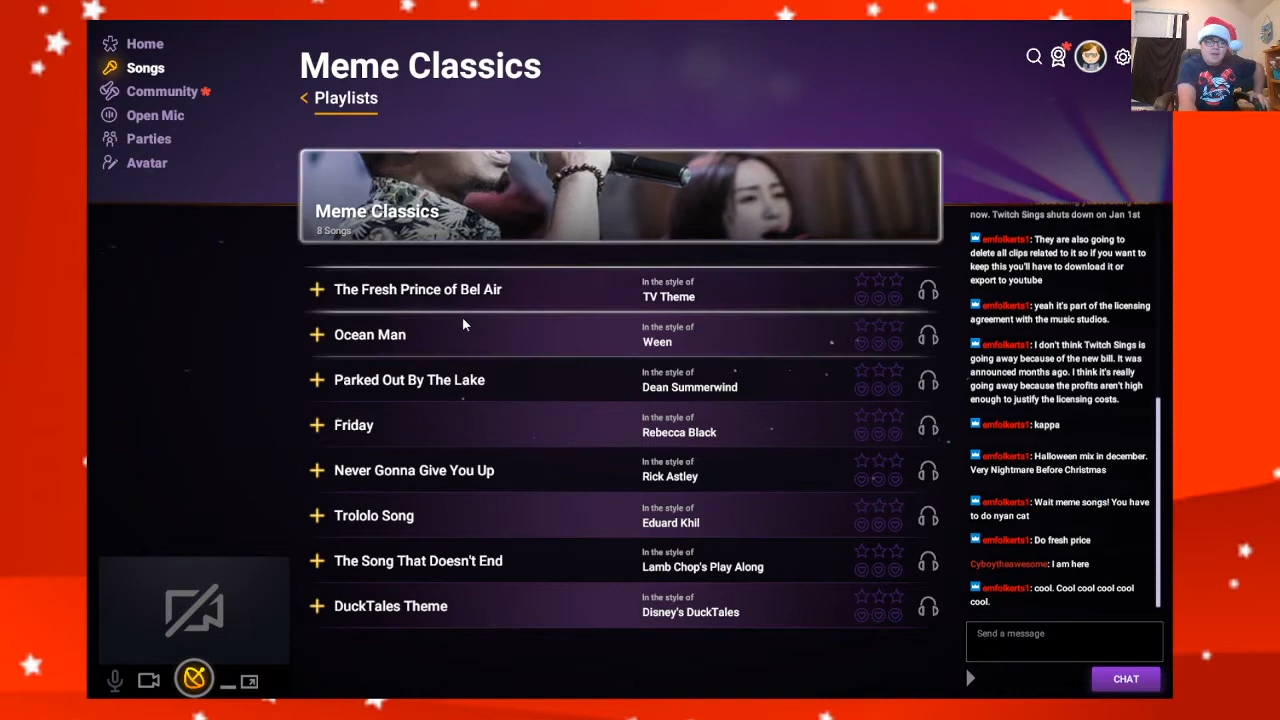 Home
Songs
Community
Open Mic
Parties
Avatar
Meme Classics
Playlists
Meme Classics
8 Songs
The Fresh Prince of Bel Air
In the style of
TV Theme
Ocean Man
In the style of
Ween
Parked Out By The Lake
In the style of
Dean Summerwind
Friday
In the style of
Rebecca Black
Never Gonna Give You Up
In the style of
Rick Astley
Trololo Song
In the style of
Eduard Khil
The Song That Doesn't End
In the style of
Lamb Chop's Play Along
DuckTales Theme
In the style of
Disney's DuckTales
now. Twitch Sings shuts down on Jan 1st
emfolkerts1: They are also going to
delete all clips related to it so if you want to
keep this you'll have to download it or
export to youtube
emfolkerts1: yeah it's part of the licensing
agreement with the music studios.
emfolkerts1: I don't think Twitch Sings is
going away because of the new bill. It was
announced months ago. I think it's really
going away because the profits aren't high
enough to justify the licensing costs.
emfolkerts1: kappa
emfolkerts1: Halloween mix in december.
Very Nightmare Before Christmas
emfolkerts1: Wait meme songs! You have
to do nyan cat
emfolkerts1: Do fresh price
Cyboytheawesome: I am here
emfolkerts1: cool. Cool cool cool cool
cool.
Send a message
CHAT